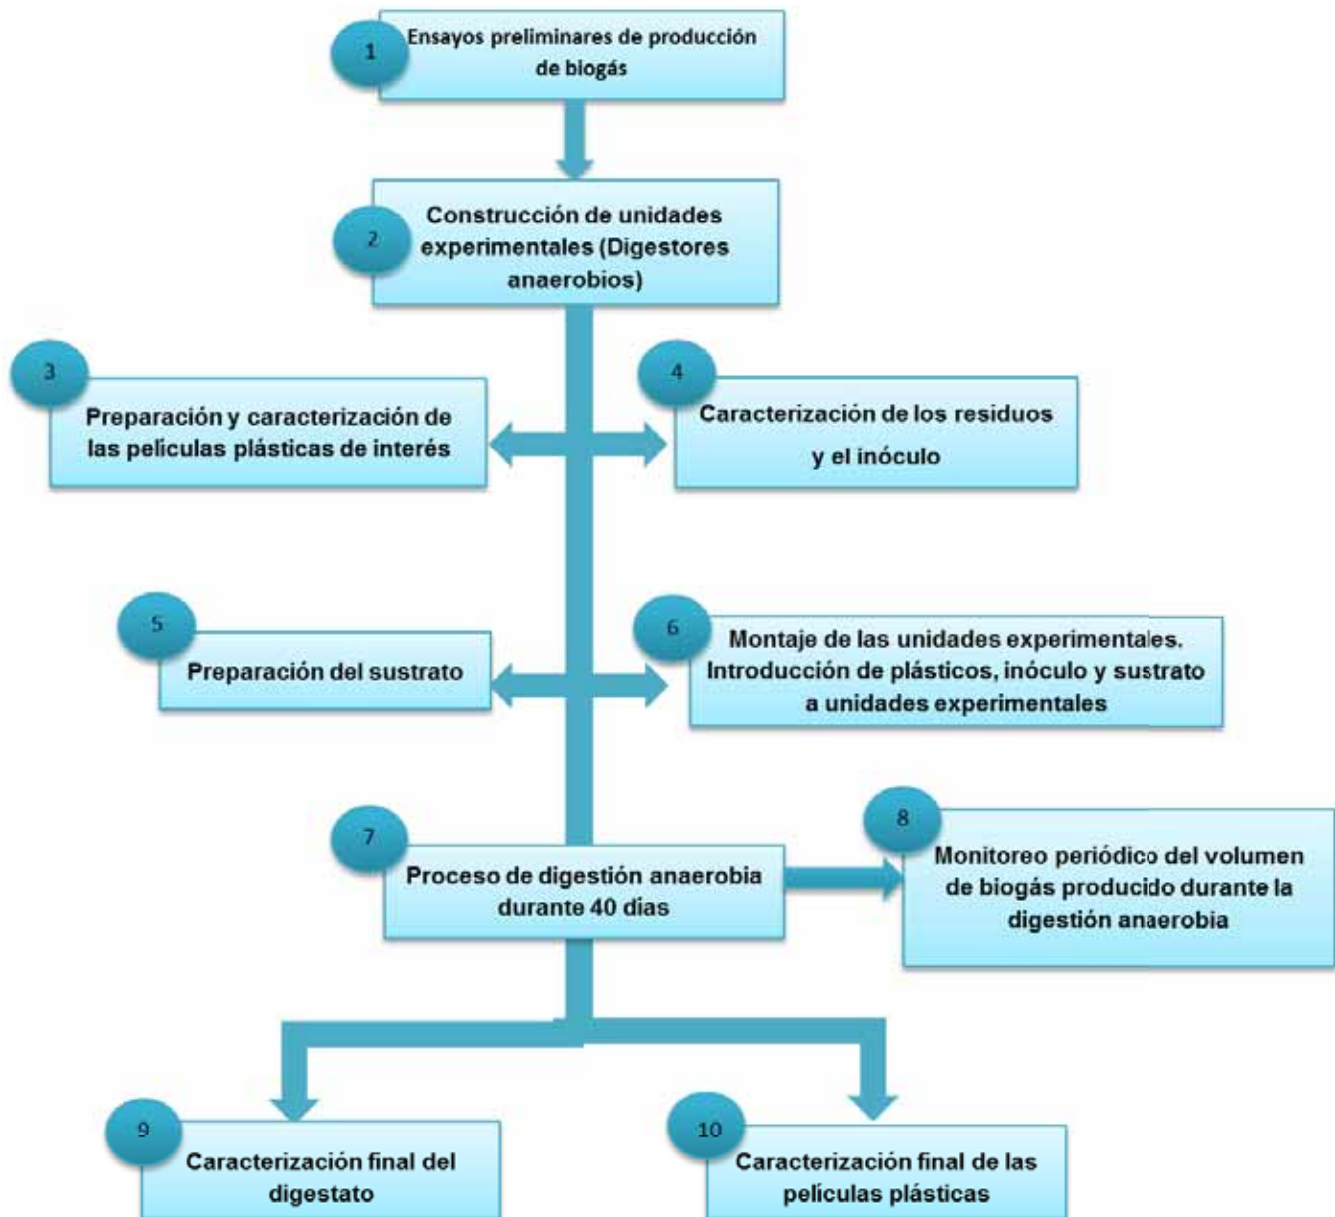 1
Ensayos preliminares de producción
de biogás
2
Construcción de unidades
experimentales (Digestores
anaerobios)
3
Preparación y caracterización de
las películas plásticas de interés
4
Caracterización de los residuos
y el inóculo
5
Preparación del sustrato
6
Montaje de las unidades experimentales.
Introducción de plásticos, inóculo y sustrato
a unidades experimentales
7
Proceso de digestión anaerobia
durante 40 días
8
Monitoreo periódico del volumen
de biogás producido durante la
digestión anaerobia
9
Caracterización final del
digestato
10
Caracterización final de las
películas plásticas